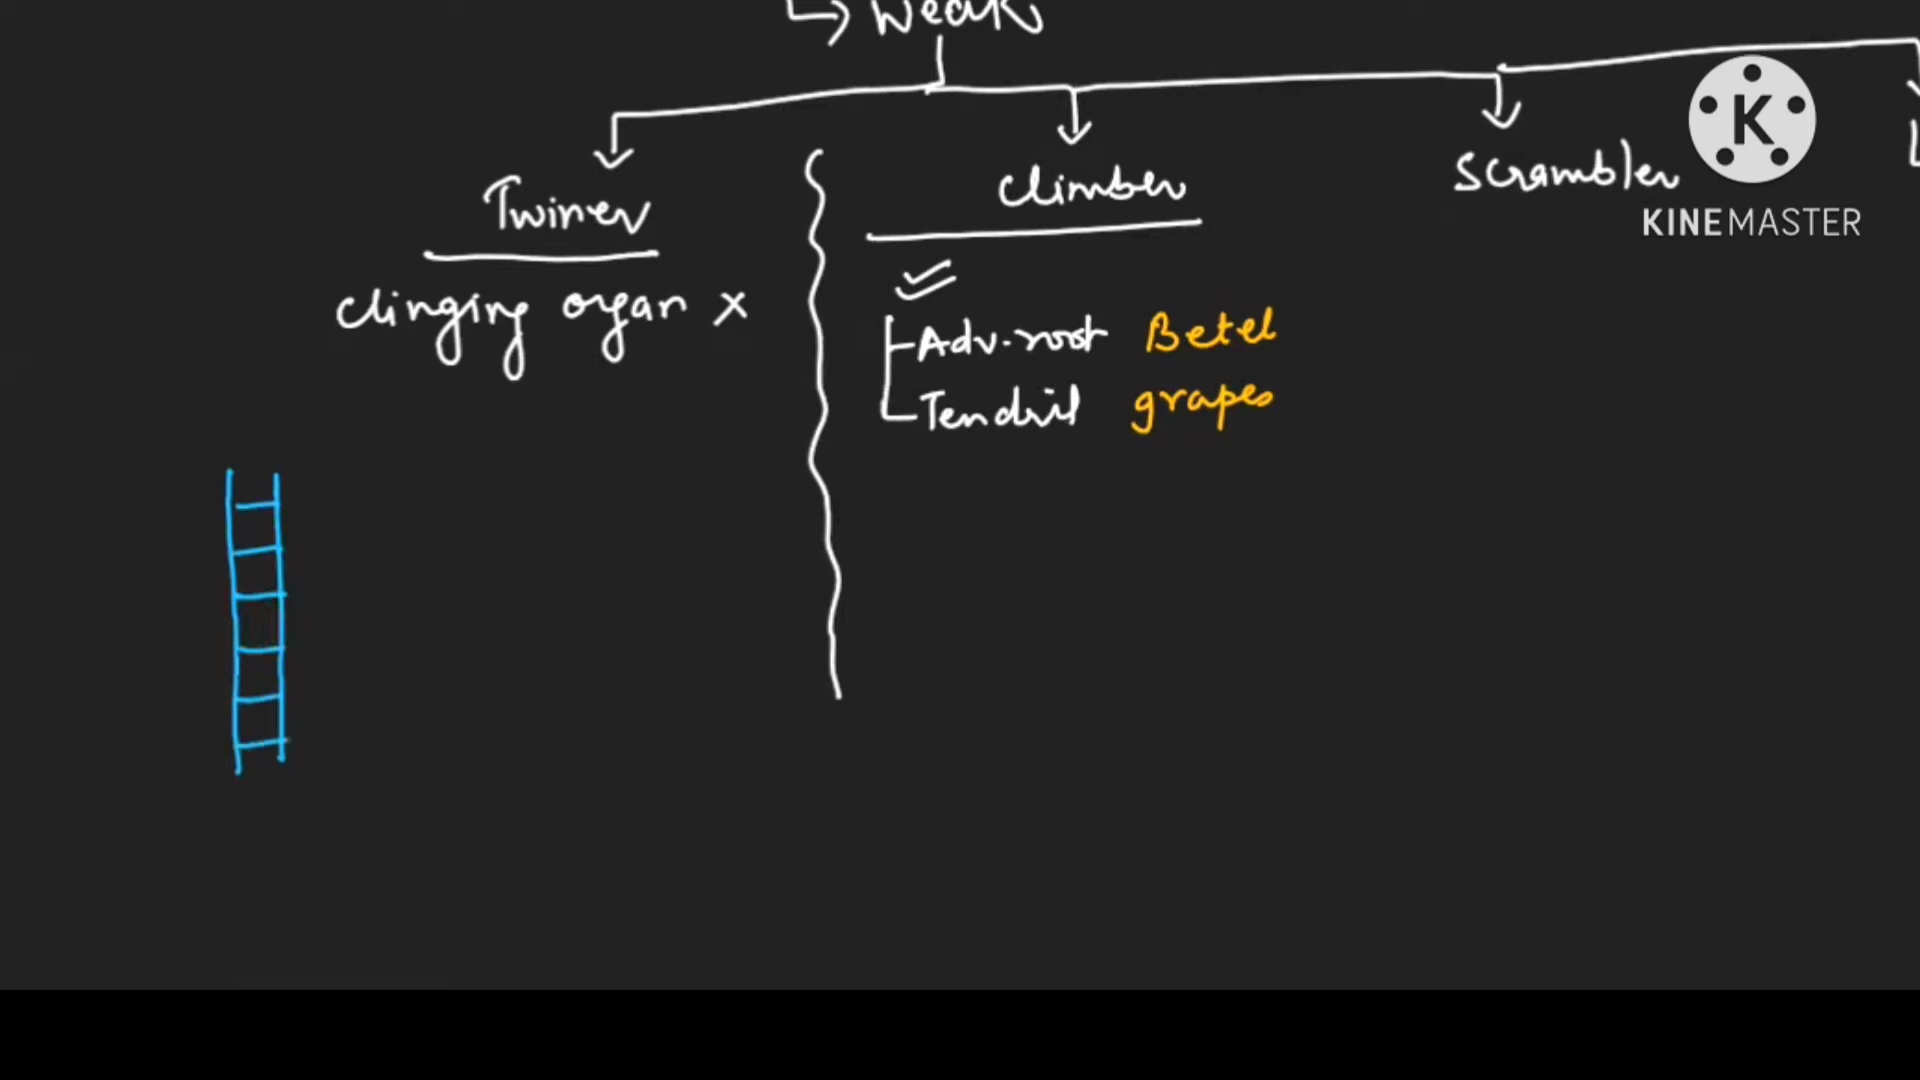 ↳ Weak
Twiner
climber
Scrambler
clinging organ x
Adv. root Betel
Tendril grapes
K
KINEMASTER